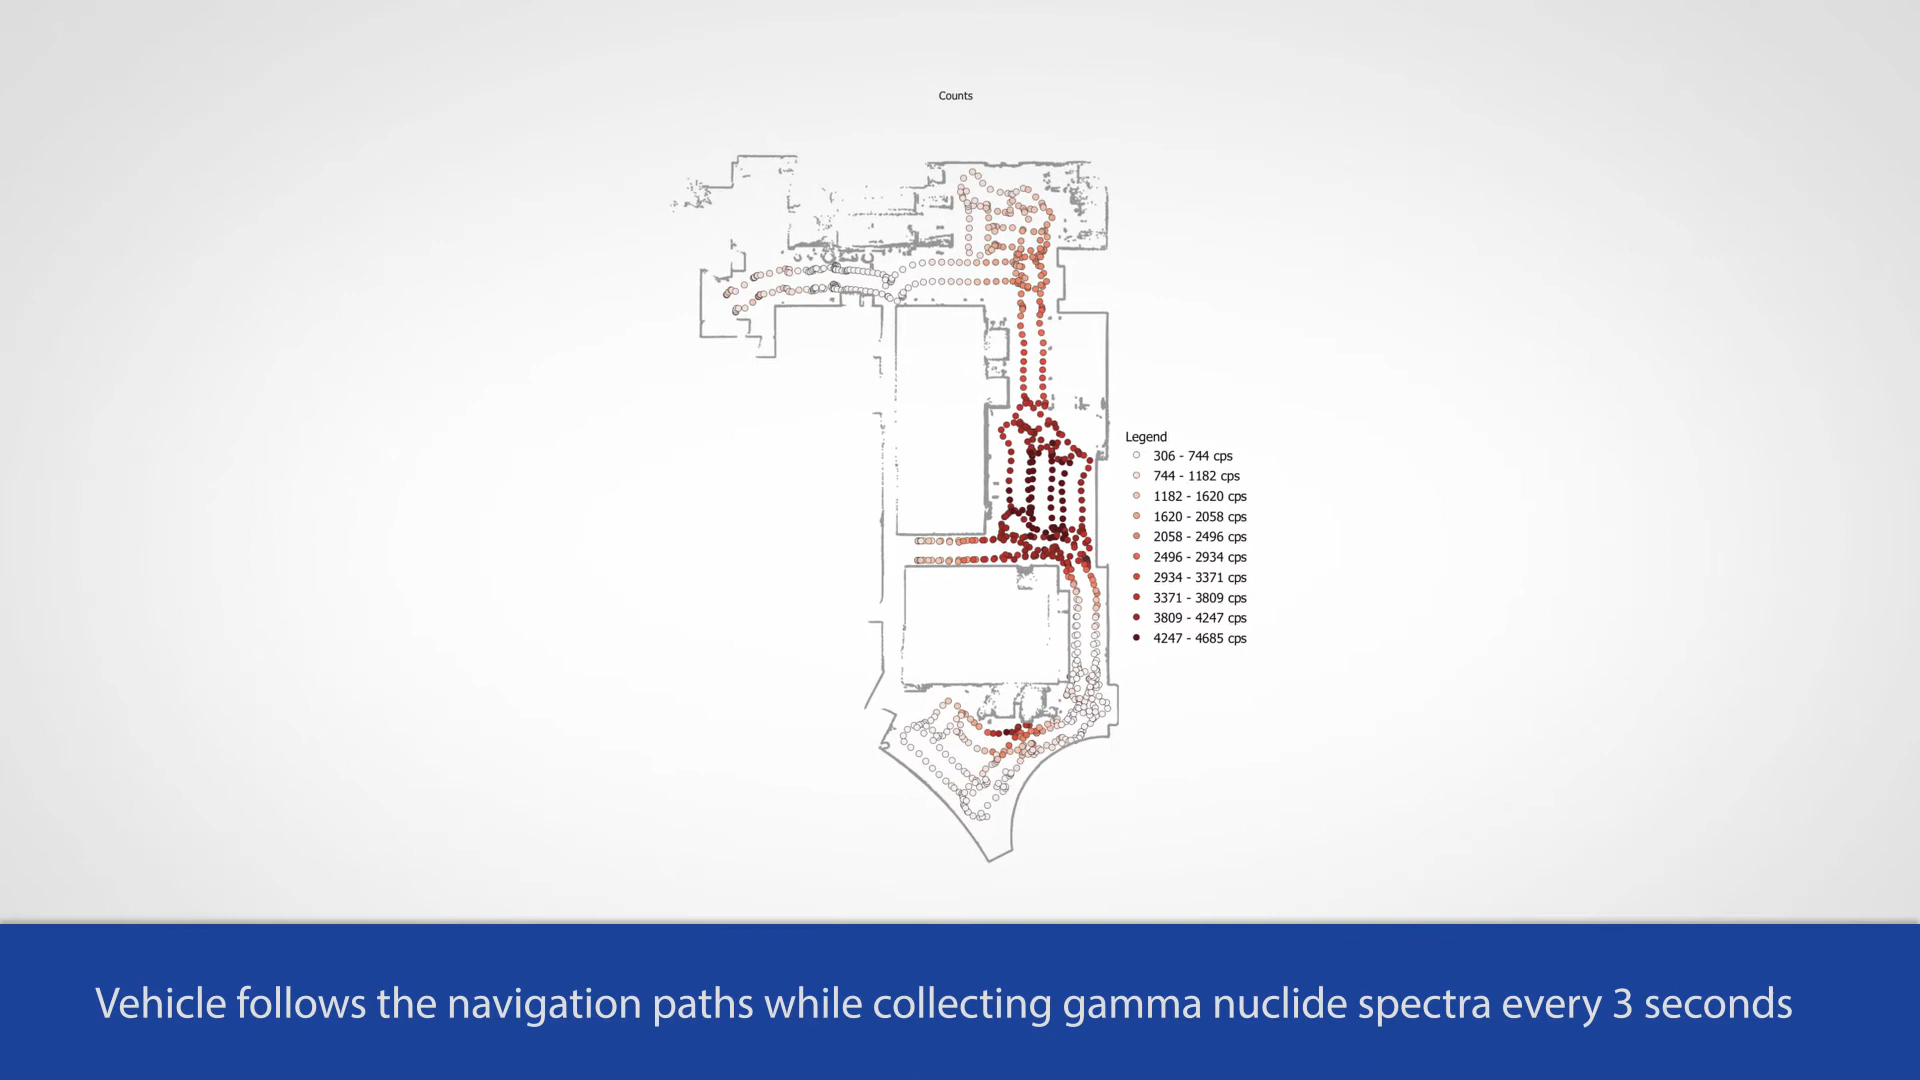 Counts
Legend
306 - 744 cps
744 - 1182 cps
1182 - 1620 cps
1620 - 2058 cps
2058 - 2496 cps
2496 - 2934 cps
2934 - 3371 cps
3371 - 3809 cps
3809 - 4247 cps
4247 - 4685 cps
Vehicle follows the navigation paths while collecting gamma nuclide spectra every 3 seconds